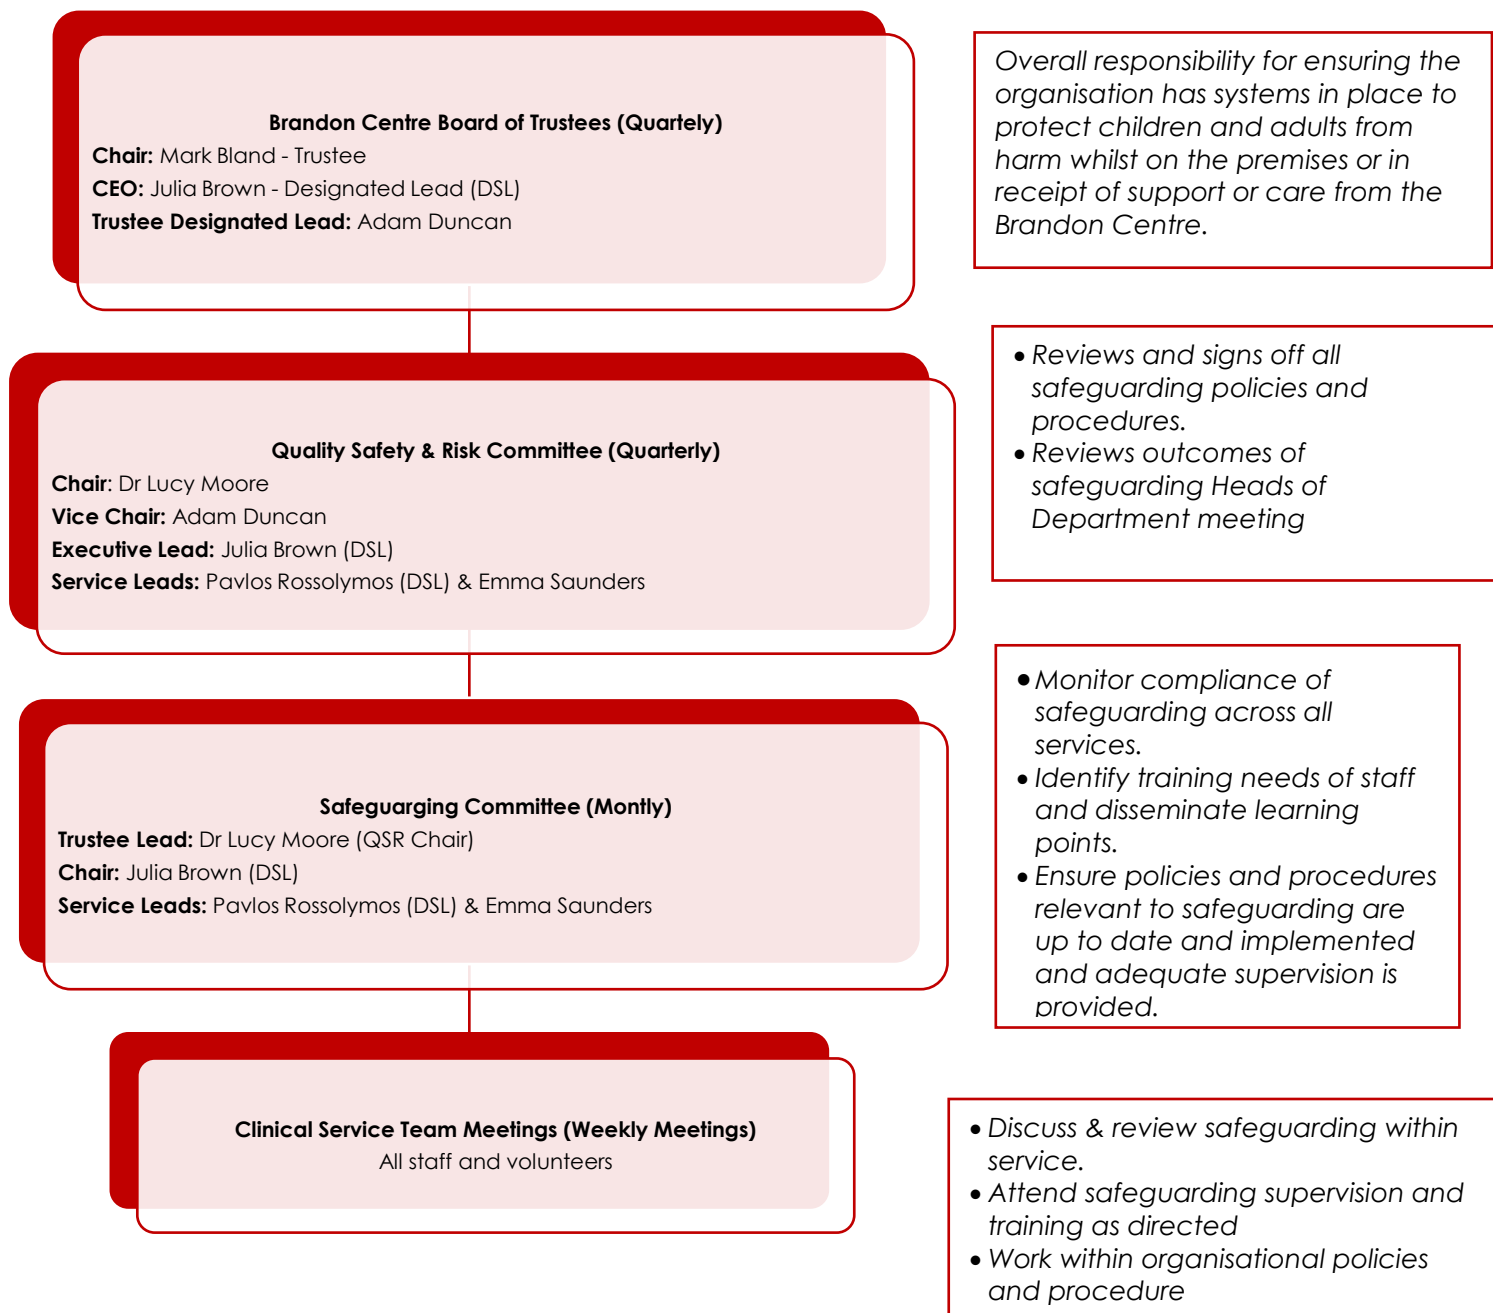 Brandon Centre Board of Trustees (Quartely)
Chair: Mark Bland - Trustee
CEO: Julia Brown - Designated Lead (DSL)
Trustee Designated Lead: Adam Duncan
Overall responsibility for ensuring the
organisation has systems in place to
protect children and adults from
harm whilst on the premises or in
receipt of support or care from the
Brandon Centre.
Quality Safety & Risk Committee (Quarterly)
Chair: Dr Lucy Moore
Vice Chair: Adam Duncan
Executive Lead: Julia Brown (DSL)
Service Leads: Pavlos Rossolymos (DSL) & Emma Saunders
• Reviews and signs off all
safeguarding policies and
procedures.
• Reviews outcomes of
safeguarding Heads of
Department meeting
Safeguarging Committee (Montly)
Trustee Lead: Dr Lucy Moore (QSR Chair)
Chair: Julia Brown (DSL)
Service Leads: Pavlos Rossolymos (DSL) & Emma Saunders
• Monitor compliance of
safeguarding across all
services.
• Identify training needs of staff
and disseminate learning
points.
• Ensure policies and procedures
relevant to safeguarding are
up to date and implemented
and adequate supervision is
provided.
Clinical Service Team Meetings (Weekly Meetings)
All staff and volunteers
• Discuss & review safeguarding within
service.
• Attend safeguarding supervision and
training as directed
• Work within organisational policies
and procedure